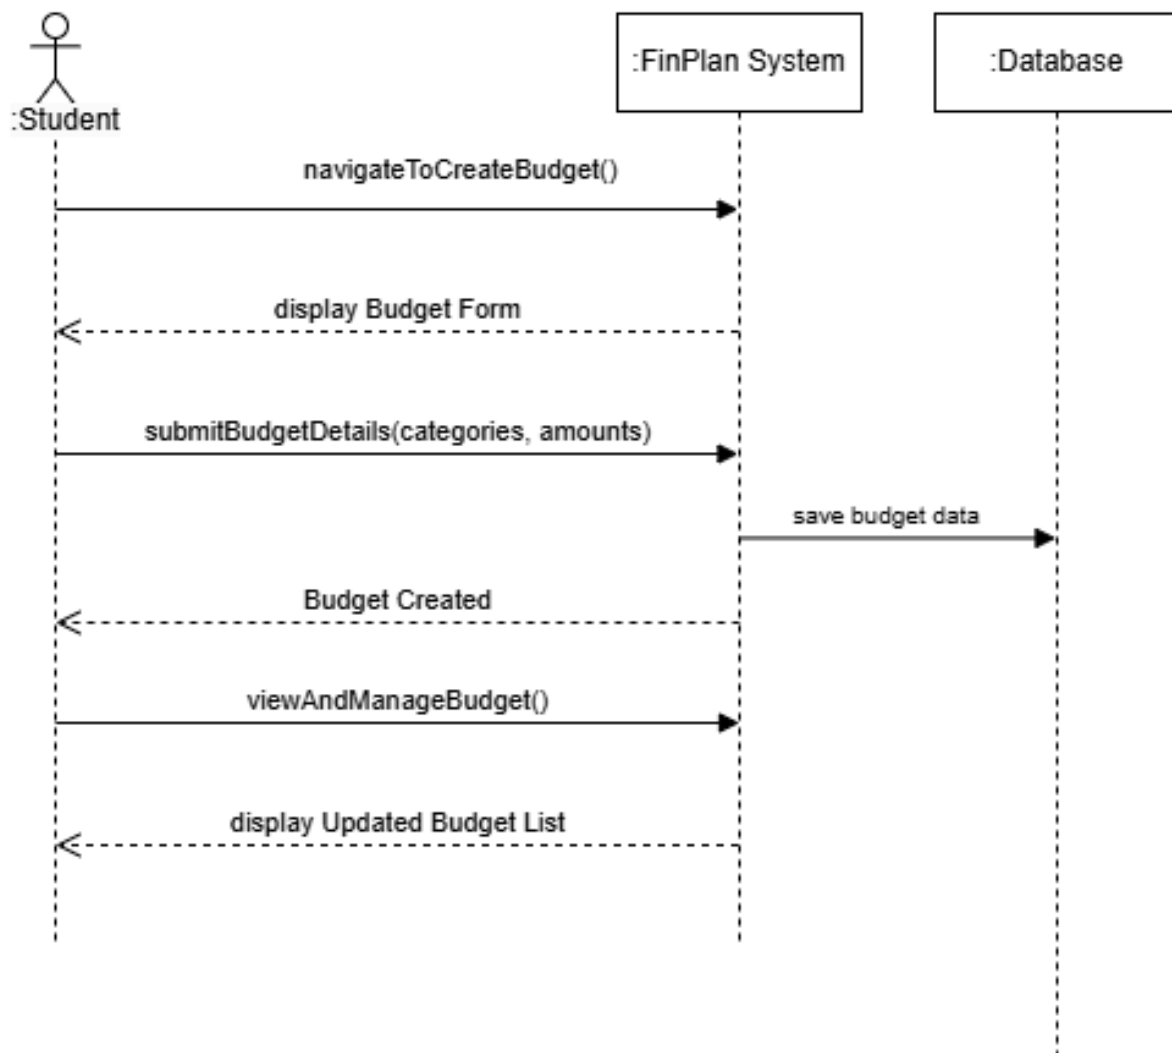 :FinPlan System
:Database
:Student
navigateToCreateBudget()
display Budget Form
submitBudgetDetails(categories, amounts)
save budget data
Budget Created
viewAndManageBudget()
display Updated Budget List